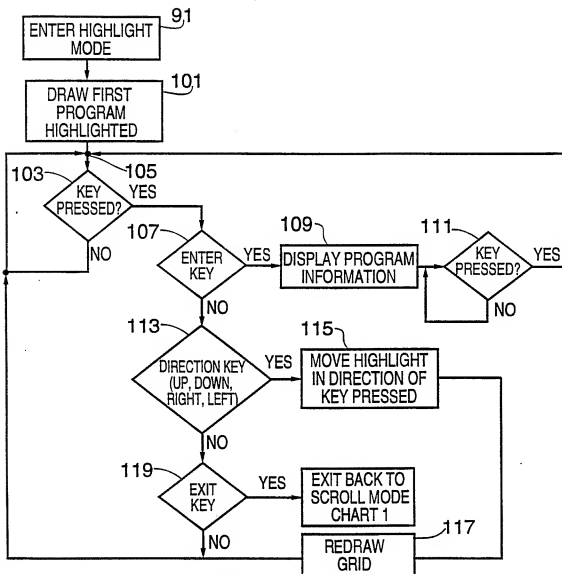 91
ENTER HIGHLIGHT
MODE
101
DRAW FIRST
PROGRAM
HIGHLIGHTED
103
105
KEY
PRESSED?
YES
NO
107
ENTER
KEY
YES
NO
109
DISPLAY PROGRAM
INFORMATION
111
KEY
PRESSED?
YES
NO
113
DIRECTION KEY
(UP, DOWN,
RIGHT, LEFT)
YES
NO
115
MOVE HIGHLIGHT
IN DIRECTION OF
KEY PRESSED
119
EXIT
KEY
YES
NO
EXIT BACK TO
SCROLL MODE
CHART 1
117
REDRAW
GRID